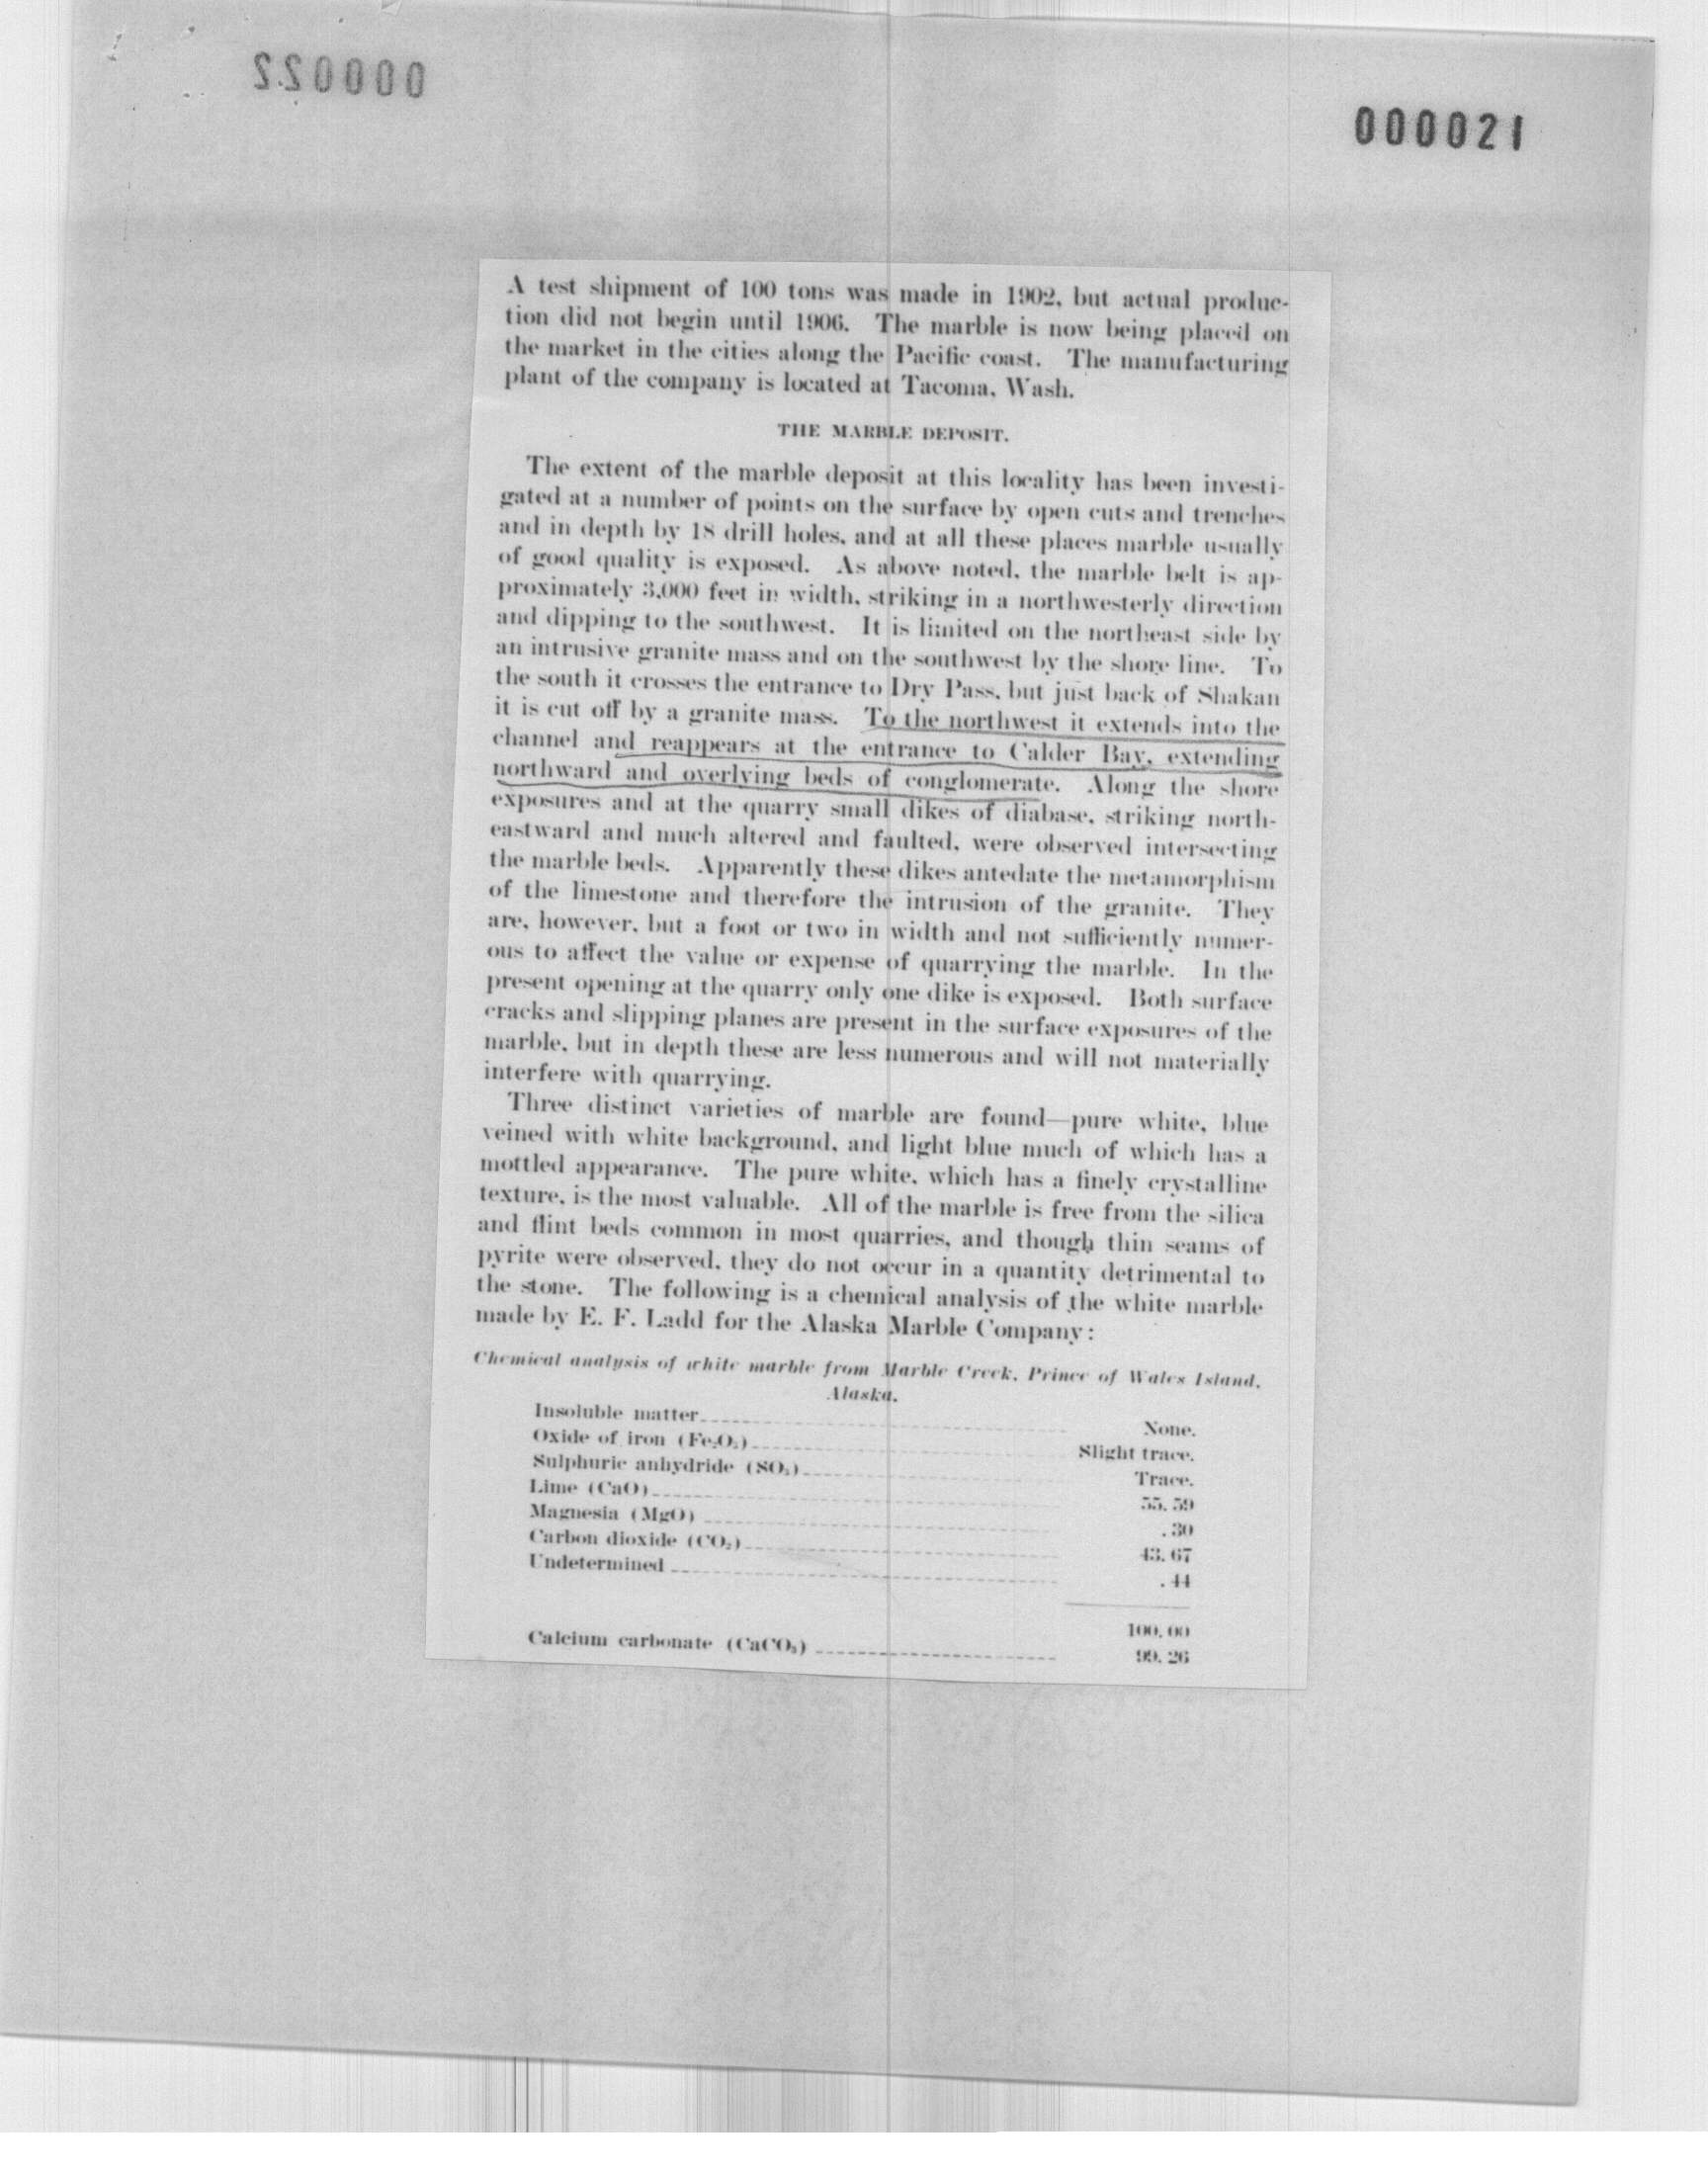 000022
000021
A test shipment of 100 tons was made in 1902, but actual produc-
tion did not begin until 1906. The marble is now being placed on
the market in the cities along the Pacific coast. The manufacturing
plant of the company is located at Tacoma, Wash.
THE MARBLE DEPOSIT.
The extent of the marble deposit at this locality has been investi-
gated at a number of points on the surface by open cuts and trenches
and in depth by 18 drill holes, and at all these places marble usually
of good quality is exposed. As above noted, the marble belt is ap-
proximately 3,000 feet in width, striking in a northwesterly direction
and dipping to the southwest. It is limited on the northeast side by
an intrusive granite mass and on the southwest by the shore line. To
the south it crosses the entrance to Dry Pass, but just back of Shakan
it is cut off by a granite mass. To the northwest it extends into the
channel and reappears at the entrance to Calder Bay, extending
northward and overlying beds of conglomerate. Along the shore
exposures and at the quarry small dikes of diabase, striking north-
eastward and much altered and faulted, were observed intersecting
the marble beds. Apparently these dikes antedate the metamorphism
of the limestone and therefore the intrusion of the granite. They
are, however, but a foot or two in width and not sufficiently numer-
ous to affect the value or expense of quarrying the marble. In the
present opening at the quarry only one dike is exposed. Both surface
cracks and slipping planes are present in the surface exposures of the
marble, but in depth these are less numerous and will not materially
interfere with quarrying.
Three distinct varieties of marble are found—pure white, blue
veined with white background, and light blue much of which has a
mottled appearance. The pure white, which has a finely crystalline
texture, is the most valuable. All of the marble is free from the silica
and flint beds common in most quarries, and though thin seams of
pyrite were observed, they do not occur in a quantity detrimental to
the stone. The following is a chemical analysis of the white marble
made by E. F. Ladd for the Alaska Marble Company:
Chemical analysis of white marble from Marble Creek, Prince of Wales Island,
Alaska.
Insoluble matter None.
Oxide of iron (Fe₂O₃) Slight trace.
Sulphuric anhydride (SO₃) Trace.
Lime (CaO) 55.59
Magnesia (MgO) .30
Carbon dioxide (CO₂) 43.67
Undetermined .44
100.00
Calcium carbonate (CaCO₃) 99.26